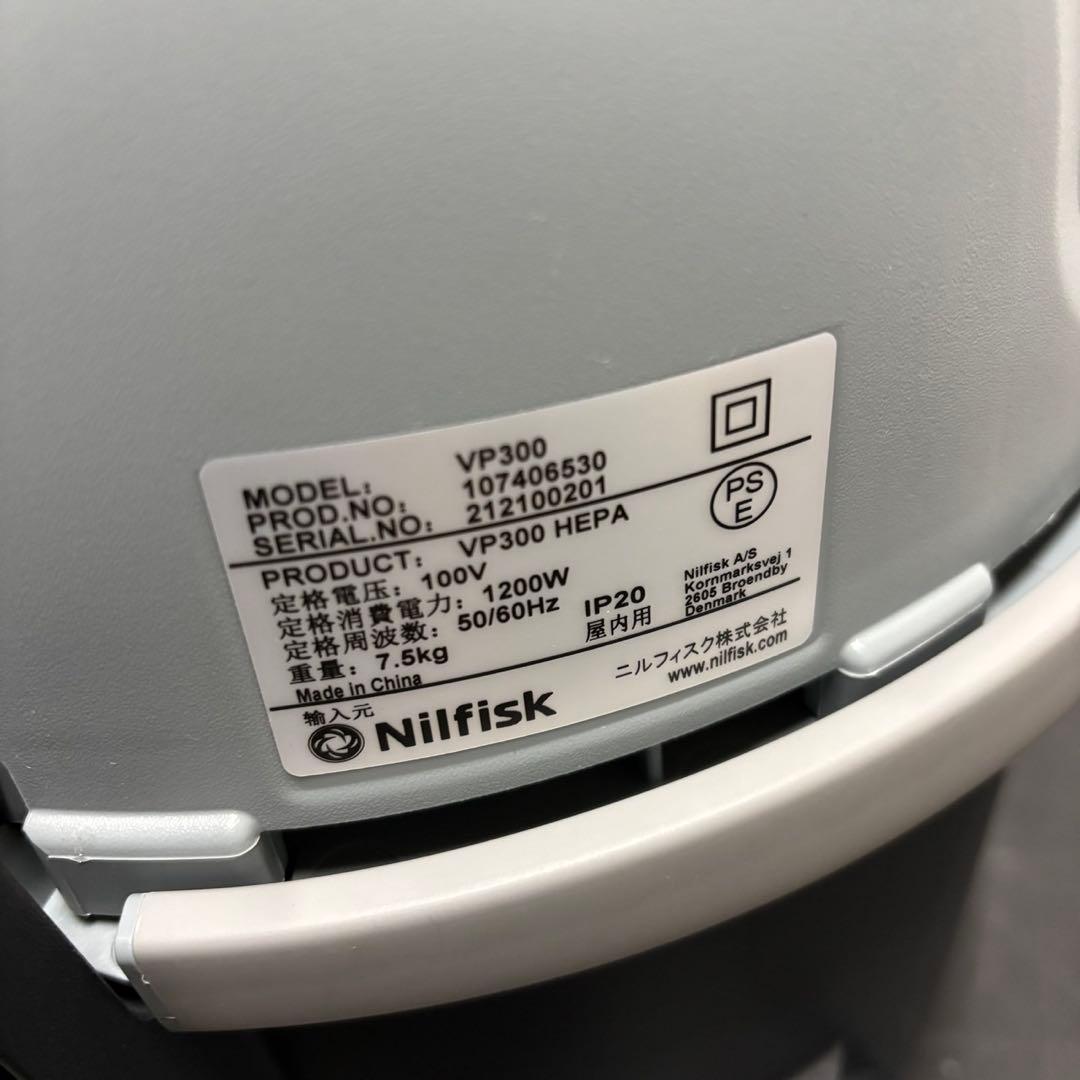 MODEL: VP300
PROD.NO: 107406530
SERIAL.NO: 212100201
PRODUCT: VP300 HEPA
定格電圧: 100V
定格消費電力: 1200W
定格周波数: 50/60Hz
重量: 7.5kg
Made in China
IP20
屋内用
PS
E
Nilfisk A/S
Kornmarksvej 1
2605 Broendby
Denmark
輸入元
Nilfisk
ニルフィスク株式会社
www.nilfisk.com